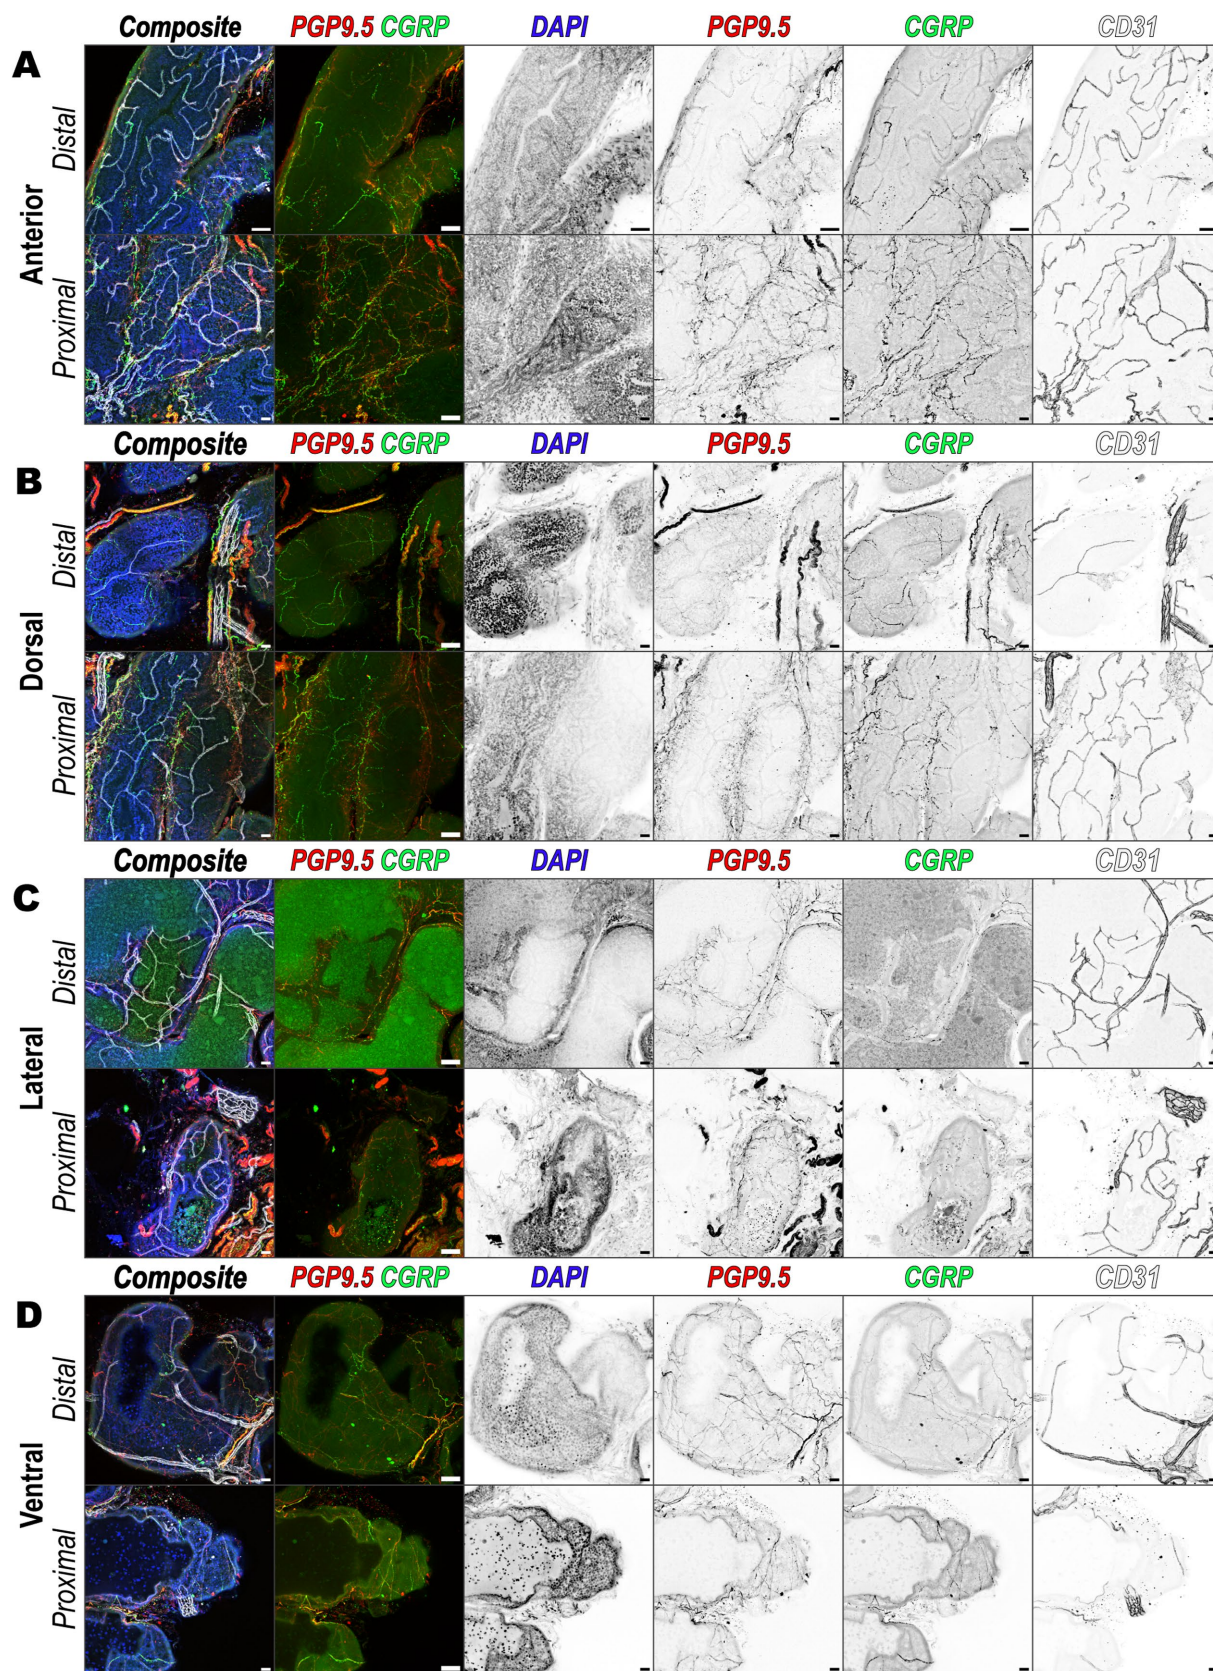 Composite PGP9.5 CGRP DAPI PGP9.5 CGRP CD31
A
Anterior
Distal
Proximal
Composite PGP9.5 CGRP DAPI PGP9.5 CGRP CD31
B
Dorsal
Distal
Proximal
Composite PGP9.5 CGRP DAPI PGP9.5 CGRP CD31
C
Lateral
Distal
Proximal
Composite PGP9.5 CGRP DAPI PGP9.5 CGRP CD31
D
Ventral
Distal
Proximal